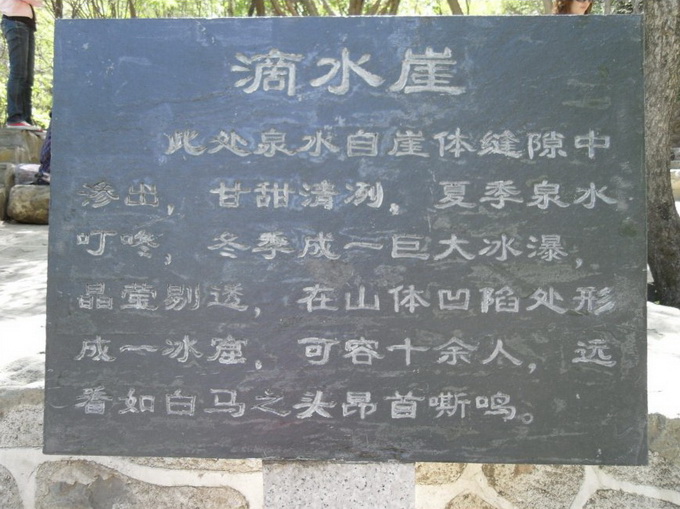 滴水崖
此处泉水自崖体缝隙中
渗出，甘甜清冽。夏季泉水
叮咚，冬季成一巨大冰瀑，
晶莹剔透，在山体凹陷处形
成一冰窟，可容十余人，远
看如白马之头昂首嘶鸣。